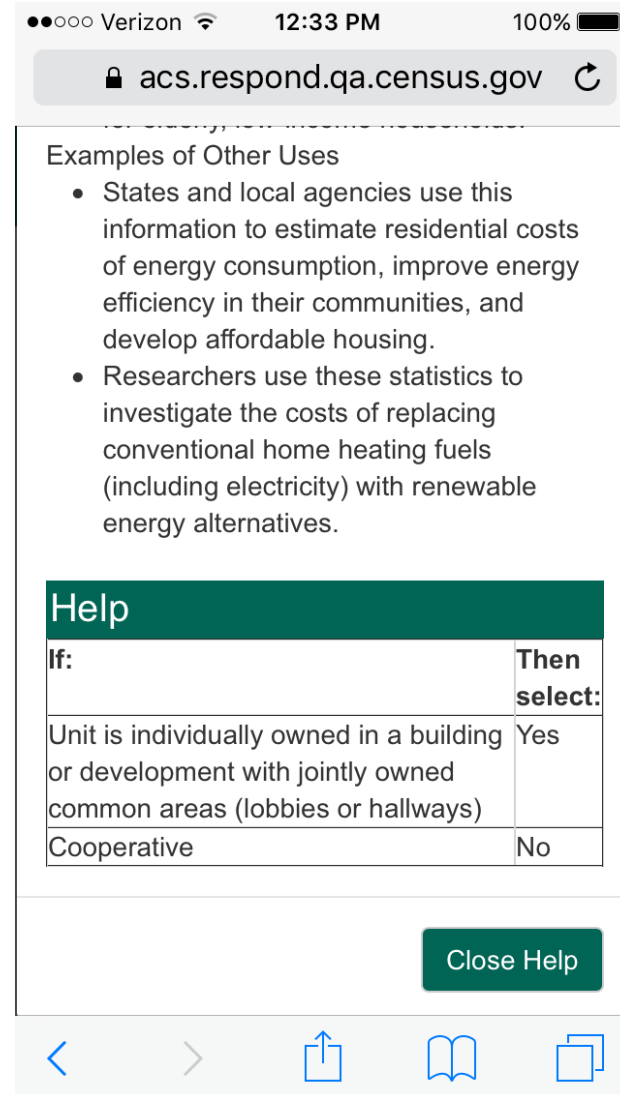 Verizon 12:33 PM 100%
acs.respond.qa.census.gov
Examples of Other Uses
• States and local agencies use this
information to estimate residential costs
of energy consumption, improve energy
efficiency in their communities, and
develop affordable housing.
• Researchers use these statistics to
investigate the costs of replacing
conventional home heating fuels
(including electricity) with renewable
energy alternatives.
Help
If: Then
select:
Unit is individually owned in a building Yes
or development with jointly owned
common areas (lobbies or hallways)
Cooperative No
Close Help